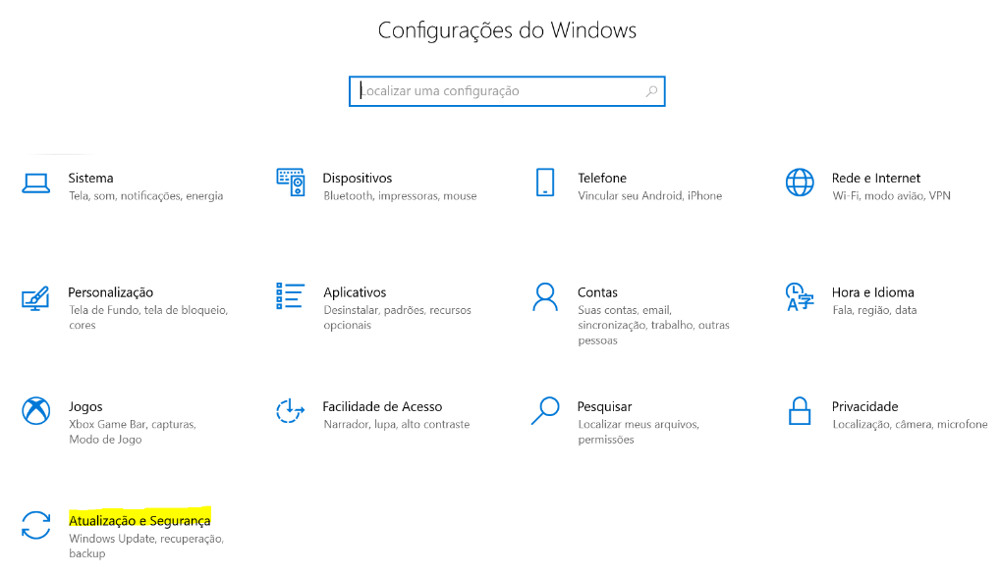 Configurações do Windows
Localizar uma configuração
Sistema
Tela, som, notificações, energia
Dispositivos
Bluetooth, impressoras, mouse
Telefone
Vincular seu Android, iPhone
Rede e Internet
Wi-Fi, modo avião, VPN
Personalização
Tela de Fundo, tela de bloqueio,
cores
Aplicativos
Desinstalar, padrões, recursos
opcionais
Contas
Suas contas, email,
sincronização, trabalho, outras
pessoas
Hora e Idioma
Fala, região, data
Jogos
Xbox Game Bar, capturas,
Modo de Jogo
Facilidade de Acesso
Narrador, lupa, alto contraste
Pesquisar
Localizar meus arquivos,
permissões
Privacidade
Localização, câmera, microfone
Atualização e Segurança
Windows Update, recuperação,
backup